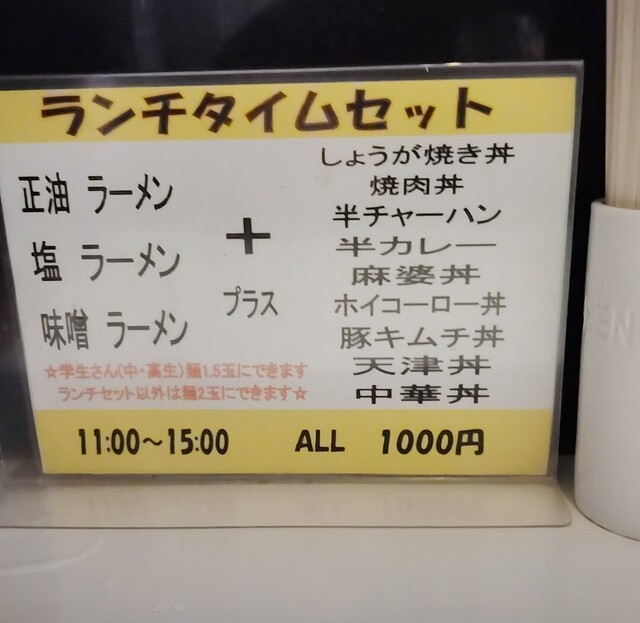 ランチタイムセット
正油 ラーメン
塩 ラーメン
味噌 ラーメン
+
プラス
しょうが焼き丼
焼肉丼
半チャーハン
半カレー
麻婆丼
ホイコーロー丼
豚キムチ丼
天津丼
中華丼
☆学生さん(中・高生)麺1.5玉にできます
ランチセット以外は麺2玉にできます☆
11:00～15:00 ALL 1000円
EN